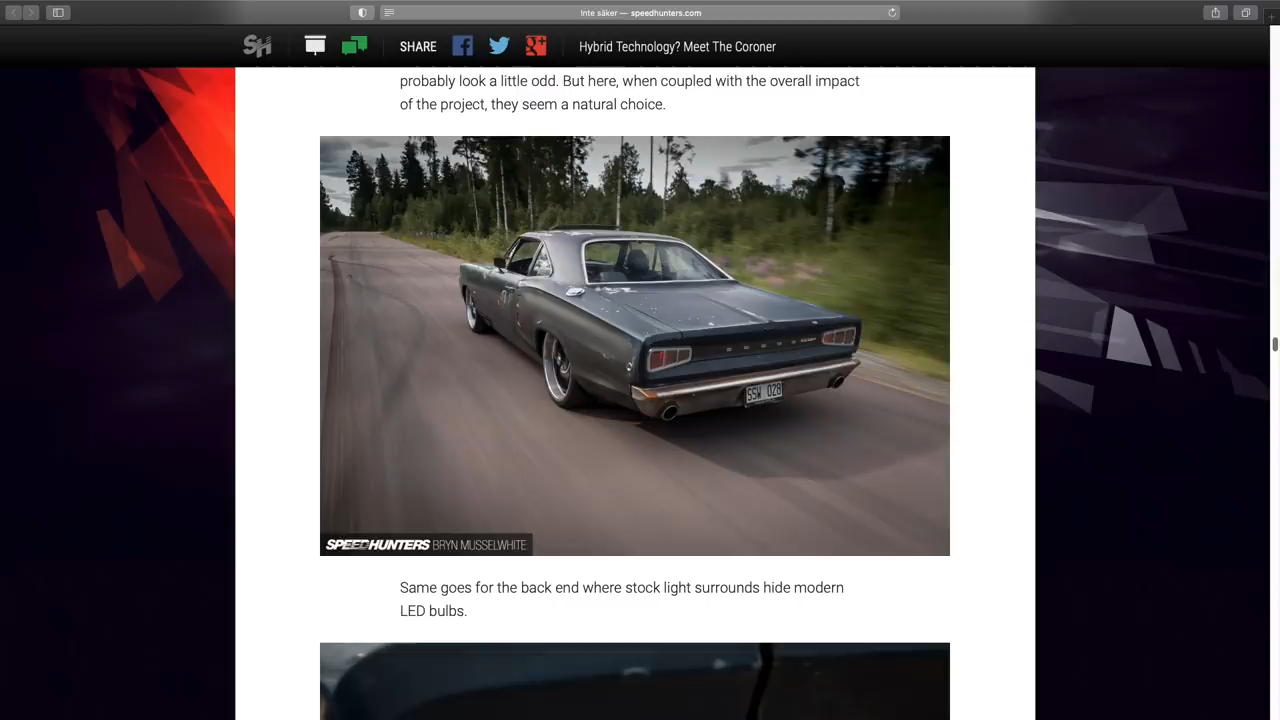 Inte säker — speedhunters.com
SH
SHARE
Hybrid Technology? Meet The Coroner
probably look a little odd. But here, when coupled with the overall impact
of the project, they seem a natural choice.
SSW 028
SPEEDHUNTERS BRYN MUSSELWHITE
Same goes for the back end where stock light surrounds hide modern
LED bulbs.